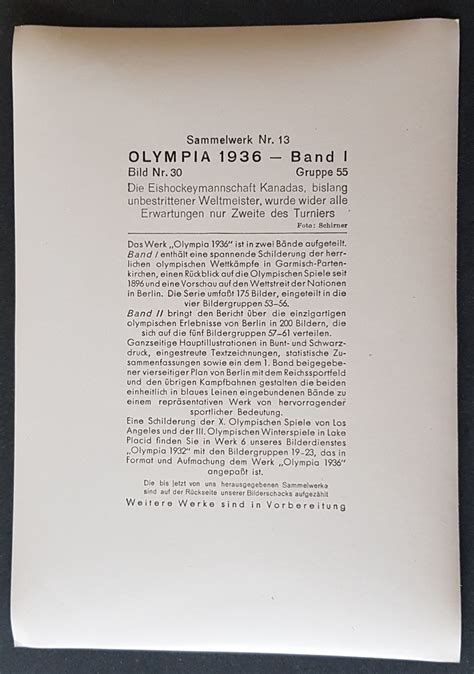 Sammelwerk Nr. 13
OLYMPIA 1936 — Band I
Bild Nr. 30 Gruppe 55
Die Eishockeymannschaft Kanadas, bislang
unbestrittener Weltmeister, wurde wider alle
Erwartungen nur Zweite des Turniers
Foto: Schirner
Das Werk „Olympia 1936" ist in zwei Bände aufgeteilt.
Band I enthält eine spannende Schilderung der herr-
lichen olympischen Wettkämpfe in Garmisch-Parten-
kirchen, einen Rückblick auf die Olympischen Spiele seit
1896 und eine Vorschau auf den Wettstreit der Nationen
in Berlin. Die Serie umfaßt 175 Bilder, eingeteilt in die
vier Bildergruppen 53—56.
Band II bringt den Bericht über die einzigartigen
olympischen Erlebnisse von Berlin in 200 Bildern, die
sich auf die fünf Bildergruppen 57—61 verteilen.
Ganzseitige Hauptillustrationen in Bunt- und Schwarz-
druck, eingestreute Textzeichnungen, statistische Zu-
sammenfassungen sowie ein dem 1. Band beigegebe-
ner vierseitiger Plan von Berlin mit dem Reichssportfeld
und den übrigen Kampfbahnen gestalten die beiden
einheitlich in blaues Leinen eingebundenen Bände zu
einem repräsentativen Werk von hervorragender
sportlicher Bedeutung.
Eine Schilderung der X. Olympischen Spiele von Los
Angeles und der III. Olympischen Winterspiele in Lake
Placid finden Sie in Werk 6 unseres Bilderdienstes
„Olympia 1932" mit den Bildergruppen 19—23, das in
Format und Aufmachung dem Werk „Olympia 1936"
angepaßt ist.
Die bis jetzt von uns herausgegebenen Sammelwerke
sind auf der Rückseite unserer Bilderschecks aufgezählt
Weitere Werke sind in Vorbereitung